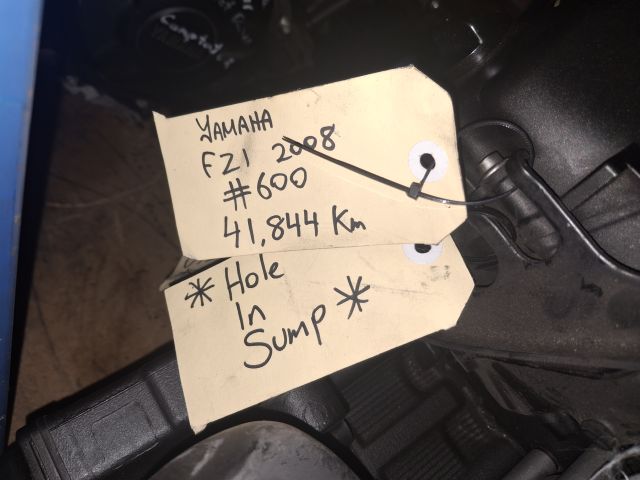 YAMAHA
FZ1 2008
#600
41,844 Km
* Hole
In
Sump *